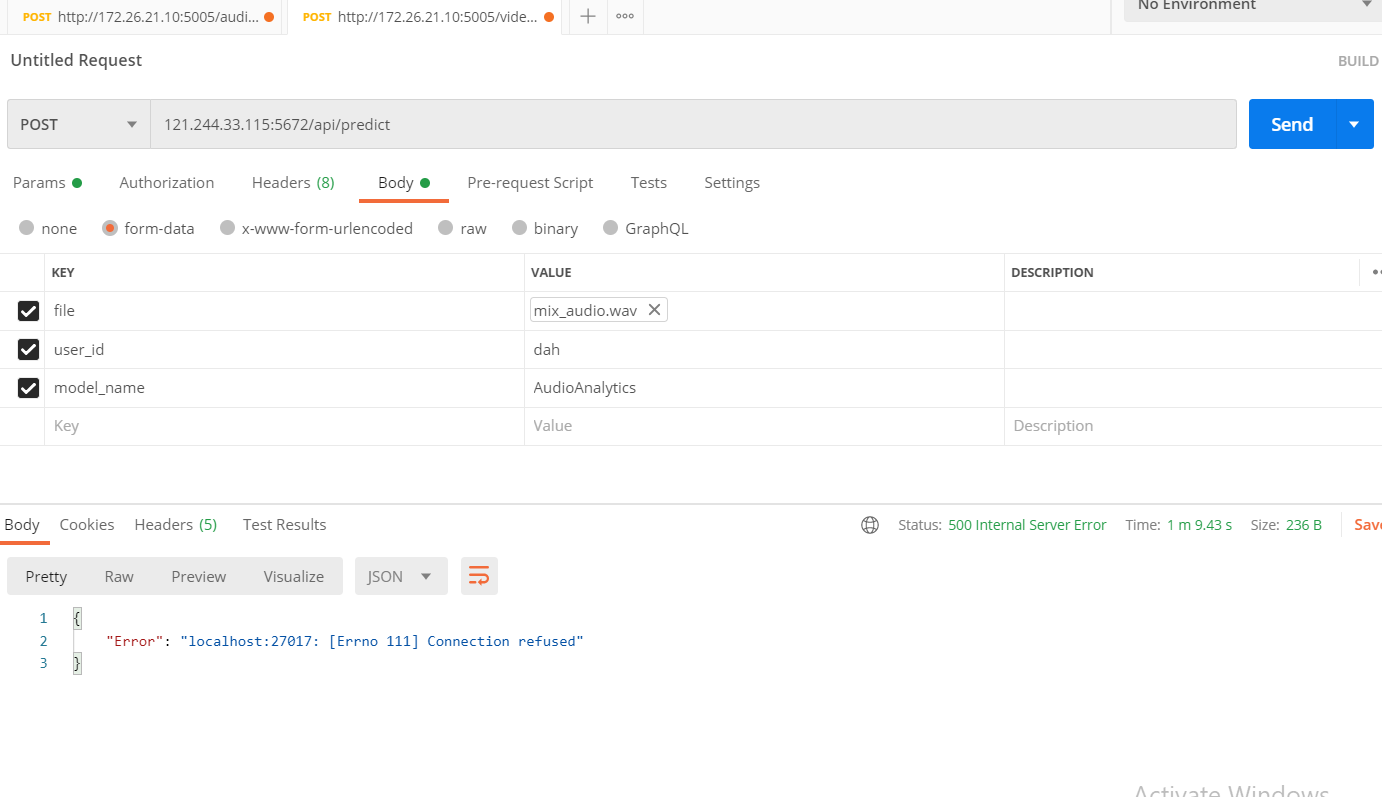 No Environment
POST http://172.26.21.10:5005/audi...
POST http://172.26.21.10:5005/vide...
Untitled Request
BUILD
POST
121.244.33.115:5672/api/predict
Send
Params
Authorization
Headers (8)
Body
Pre-request Script
Tests
Settings
none
form-data
x-www-form-urlencoded
raw
binary
GraphQL
KEY VALUE DESCRIPTION
file mix_audio.wav
user_id dah
model_name AudioAnalytics
Key Value Description
Body Cookies Headers (5) Test Results
Status: 500 Internal Server Error Time: 1 m 9.43 s Size: 236 B
Save
Pretty Raw Preview Visualize JSON
1 {
2 "Error": "localhost:27017: [Errno 111] Connection refused"
3 }
Activate Windows